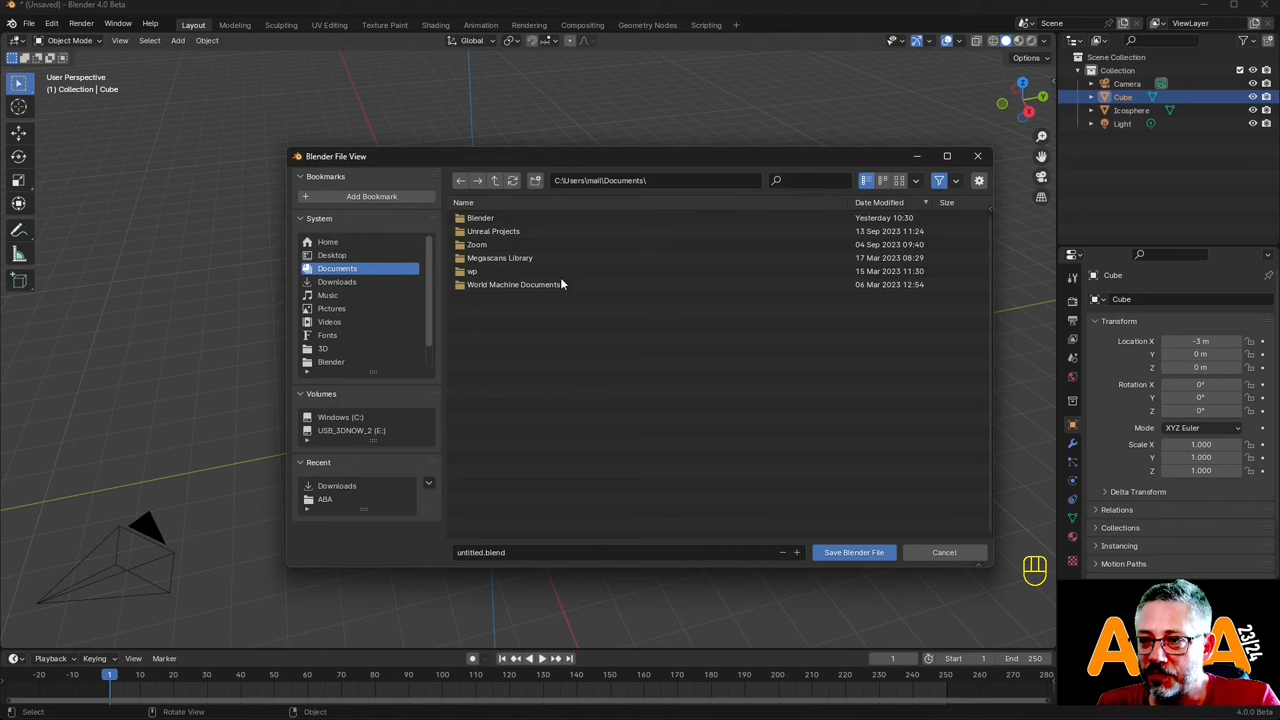 * (Unsaved) - Blender 4.0 Beta
File Edit Render Window Help Layout Modeling Sculpting UV Editing Texture Paint Shading Animation Rendering Compositing Geometry Nodes Scripting + Scene ViewLayer
Object Mode View Select Add Object Global
Options
User Perspective
(1) Collection | Cube
Z
Y
X
Scene Collection
Collection
Camera
Cube
Icosphere
Light
Blender File View
Bookmarks
Add Bookmark
System
Home
Desktop
Documents
Downloads
Music
Pictures
Videos
Fonts
3D
Blender
Volumes
Windows (C:)
USB_3DNOW_2 (E:)
Recent
Downloads
ABA
C:\Users\mail\Documents\
Name Date Modified Size
Blender Yesterday 10:30
Unreal Projects 13 Sep 2023 11:24
Zoom 04 Sep 2023 09:40
Megascans Library 17 Mar 2023 08:29
wp 15 Mar 2023 11:30
World Machine Documents 06 Mar 2023 12:54
untitled.blend
Save Blender File
Cancel
Cube
Cube
Transform
Location X -3 m
Y 0 m
Z 0 m
Rotation X 0°
Y 0°
Z 0°
Mode XYZ Euler
Scale X 1.000
Y 1.000
Z 1.000
Delta Transform
Relations
Collections
Instancing
Motion Paths
ABA
23/24
Playback Keying View Marker 1 Start 1 End 250
-20 -10 1 10 20 30 40 50 60 70 80 90 100 110 120 130 140 150 160 170 180 190 200 210 220 230 240 250 260 270 280
Select Rotate View Object 4.0.0 Beta